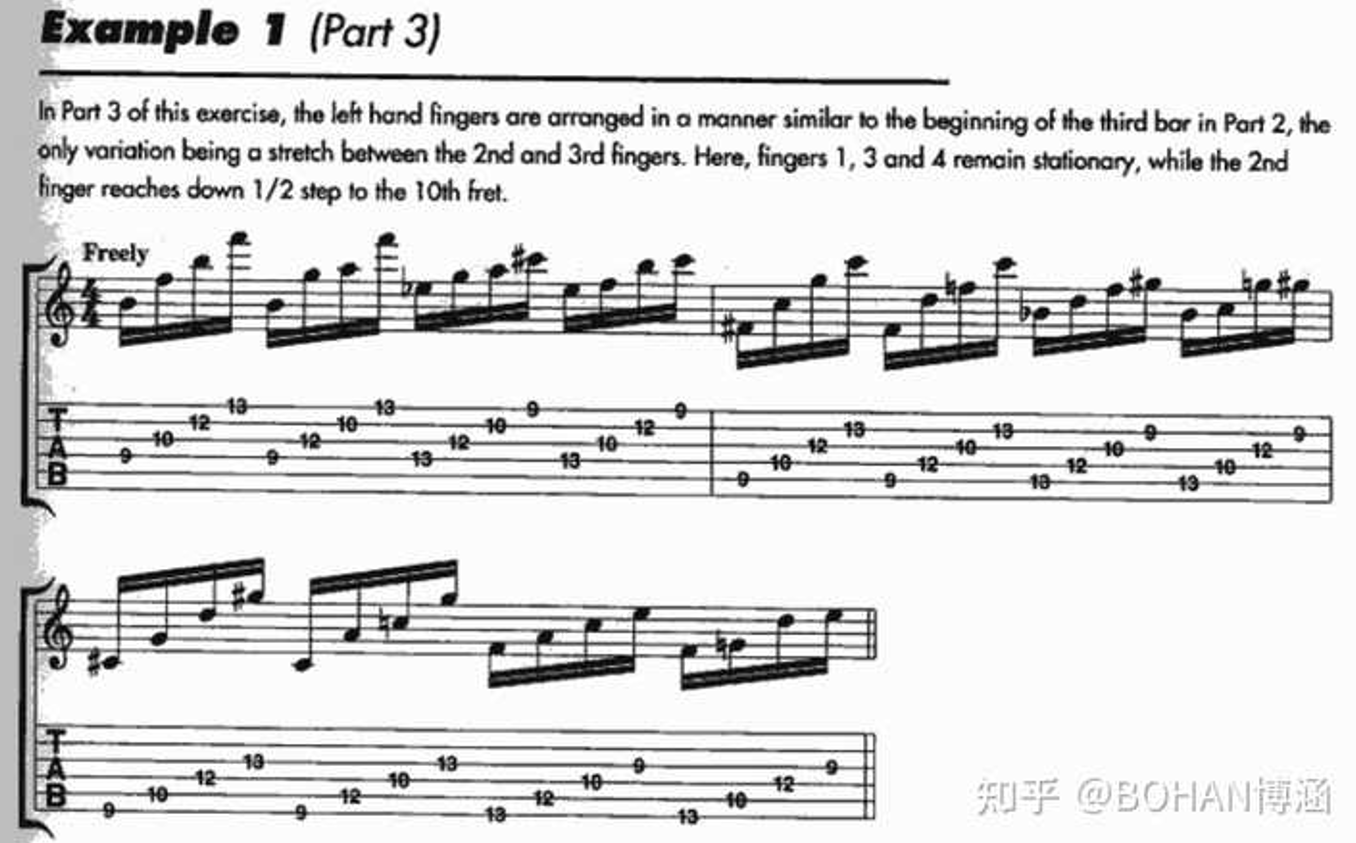 Example 1 (Part 3)
In Part 3 of this exercise, the left hand fingers are arranged in a manner similar to the beginning of the third bar in Part 2, the
only variation being a stretch between the 2nd and 3rd fingers. Here, fingers 1, 3 and 4 remain stationary, while the 2nd
finger reaches down 1/2 step to the 10th fret.
Freely
4
4
T
A
B
9 10 12 13 9 12 10 13 13 12 10 9 13 10 12 9 9 10 12 13 9 12 10 13 13 12 10 9 13 10 12 9
T
A
B
9 10 12 13 9 12 10 13 13 12 10 9 13 10 12 9
知乎 @BOHAN博涵